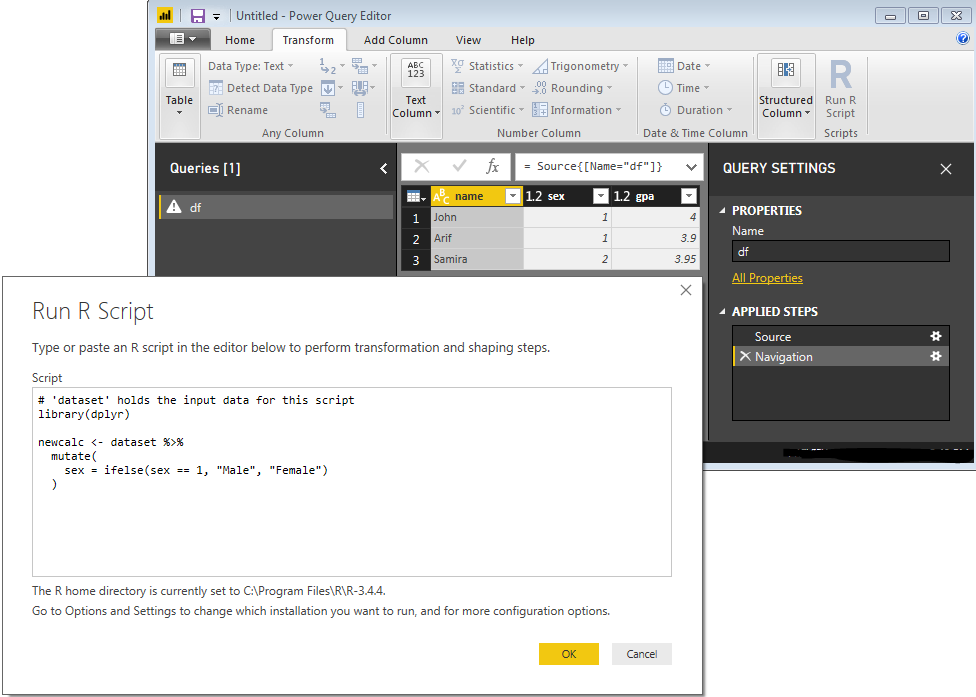 Untitled - Power Query Editor
Home Transform Add Column View Help
Table
Data Type: Text
Detect Data Type
Rename
1 2
Any Column
ABC 123
Text Column
Statistics
Standard
10² Scientific
Trigonometry
.00 Rounding
Information
Number Column
Date
Time
Duration
Date & Time Column
Structured Column
R
Run R Script
Scripts
Queries [1]
df
fx = Source{[Name="df"]}
ABC name 1.2 sex 1.2 gpa
1 John 1 4
2 Arif 1 3.9
3 Samira 2 3.95
QUERY SETTINGS
PROPERTIES
Name
df
All Properties
APPLIED STEPS
Source
Navigation
Run R Script
Type or paste an R script in the editor below to perform transformation and shaping steps.
Script
# 'dataset' holds the input data for this script
library(dplyr)
newcalc <- dataset %>%
mutate(
sex = ifelse(sex == 1, "Male", "Female")
)
The R home directory is currently set to C:\Program Files\R\R-3.4.4.
Go to Options and Settings to change which installation you want to run, and for more configuration options.
OK Cancel